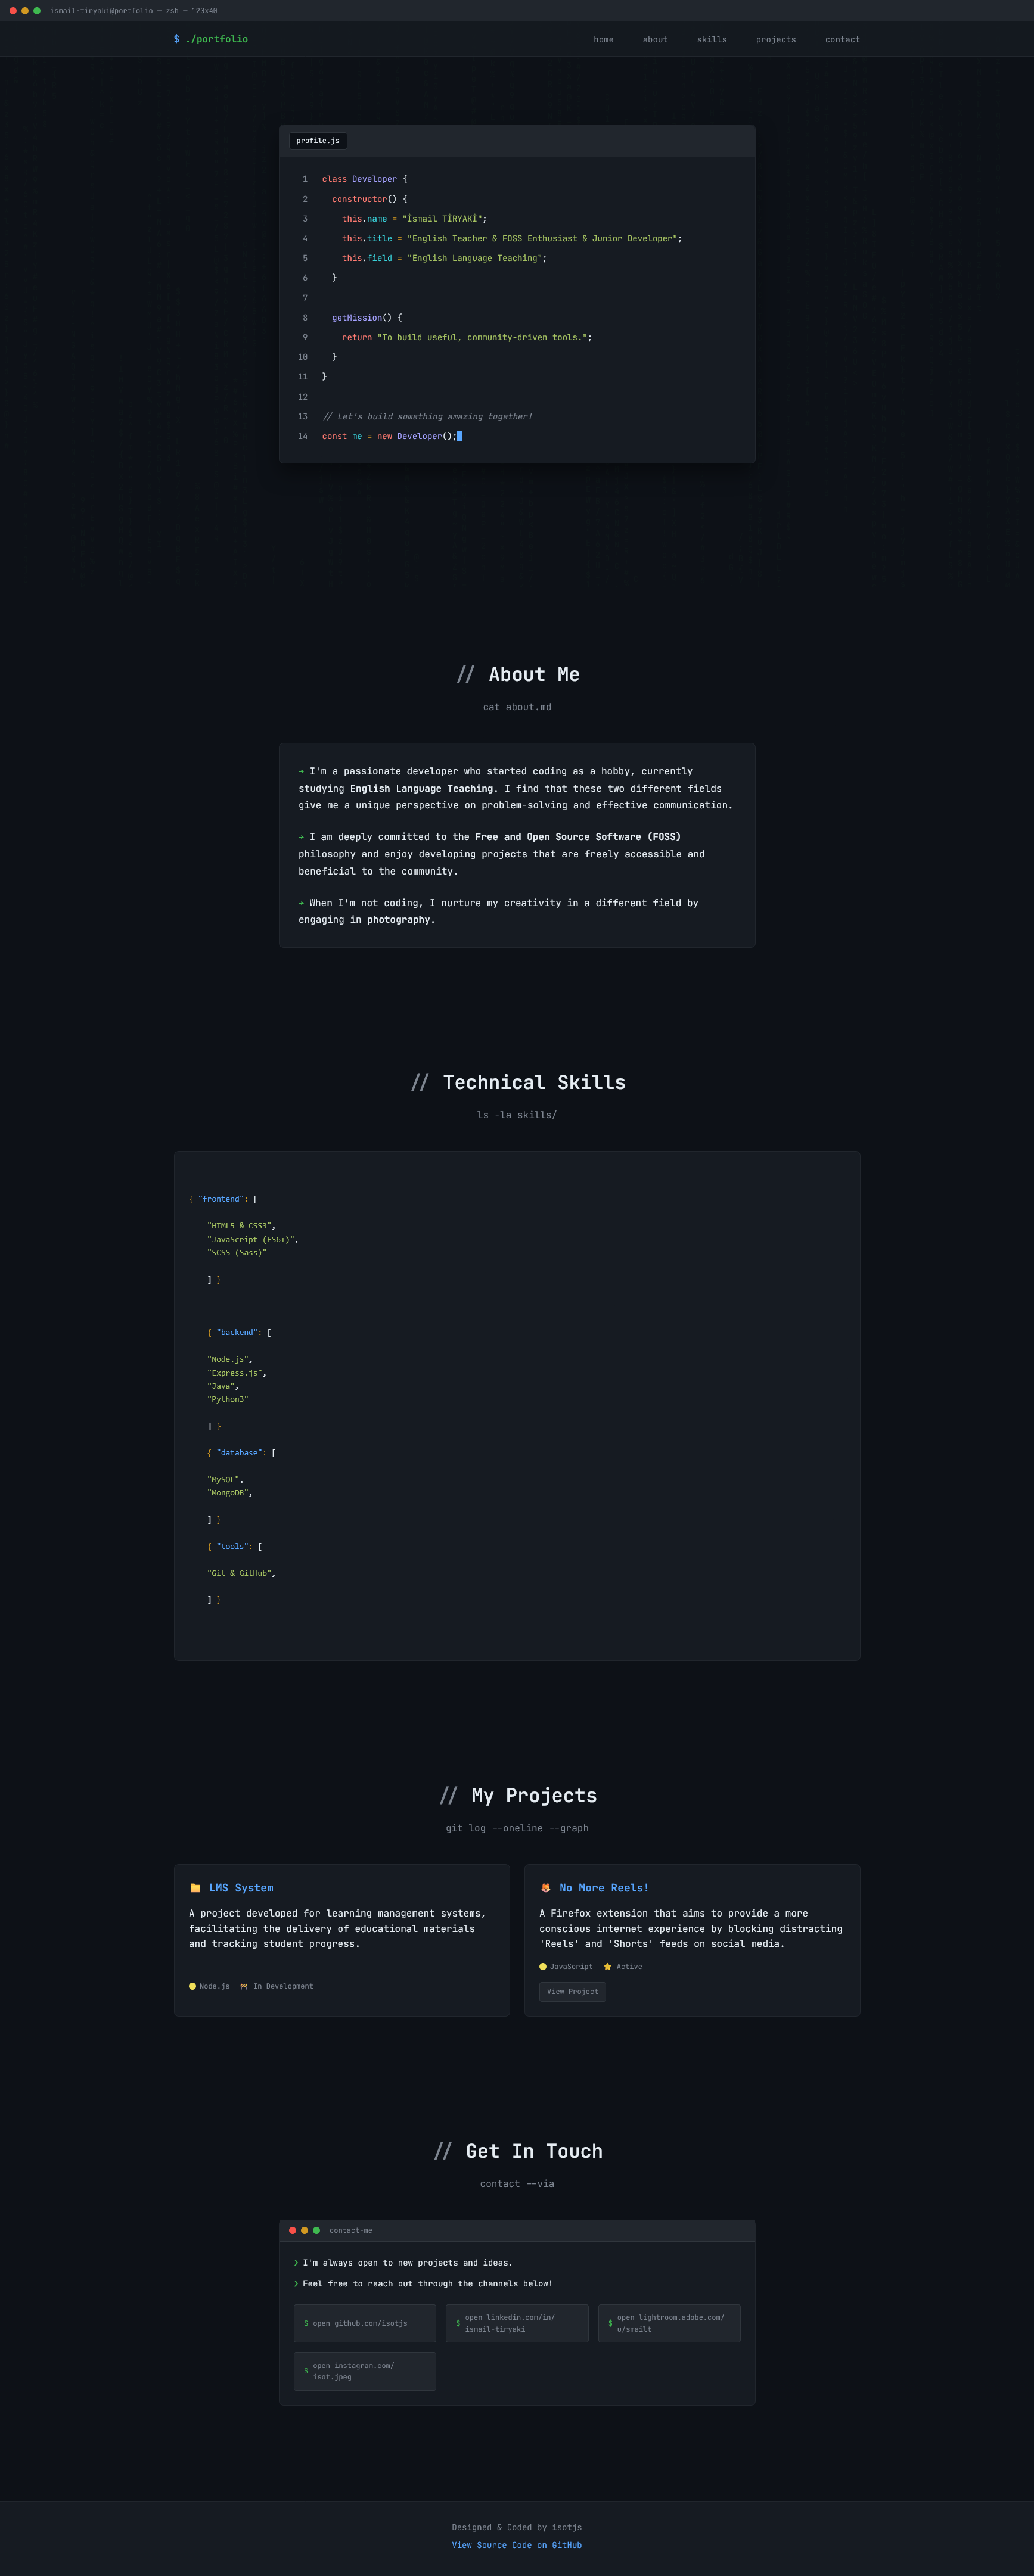 ismail-tiryaki@portfolio — zsh — 120x40
$ ./portfolio
home about skills projects contact
profile.js
1 class Developer {
2 constructor() {
3 this.name = "İsmail TİRYAKİ";
4 this.title = "English Teacher & FOSS Enthusiast & Junior Developer";
5 this.field = "English Language Teaching";
6 }
7
8 getMission() {
9 return "To build useful, community-driven tools.";
10 }
11 }
12
13 // Let's build something amazing together!
14 const me = new Developer();
// About Me
cat about.md
→ I'm a passionate developer who started coding as a hobby, currently
studying English Language Teaching. I find that these two different fields
give me a unique perspective on problem-solving and effective communication.
→ I am deeply committed to the Free and Open Source Software (FOSS)
philosophy and enjoy developing projects that are freely accessible and
beneficial to the community.
→ When I'm not coding, I nurture my creativity in a different field by
engaging in photography.
// Technical Skills
ls -la skills/
{ "frontend": [
"HTML5 & CSS3",
"JavaScript (ES6+)",
"SCSS (Sass)"
] }
{ "backend": [
"Node.js",
"Express.js",
"Java",
"Python3"
] }
{ "database": [
"MySQL",
"MongoDB",
] }
{ "tools": [
"Git & GitHub",
] }
// My Projects
git log --oneline --graph
LMS System
A project developed for learning management systems,
facilitating the delivery of educational materials
and tracking student progress.
Node.js In Development
No More Reels!
A Firefox extension that aims to provide a more
conscious internet experience by blocking distracting
'Reels' and 'Shorts' feeds on social media.
JavaScript Active
View Project
// Get In Touch
contact --via
contact-me
❯ I'm always open to new projects and ideas.
❯ Feel free to reach out through the channels below!
$ open github.com/isotjs
$ open linkedin.com/in/
ismail-tiryaki
$ open lightroom.adobe.com/
u/smailt
$ open instagram.com/
isot.jpeg
Designed & Coded by isotjs
View Source Code on GitHub